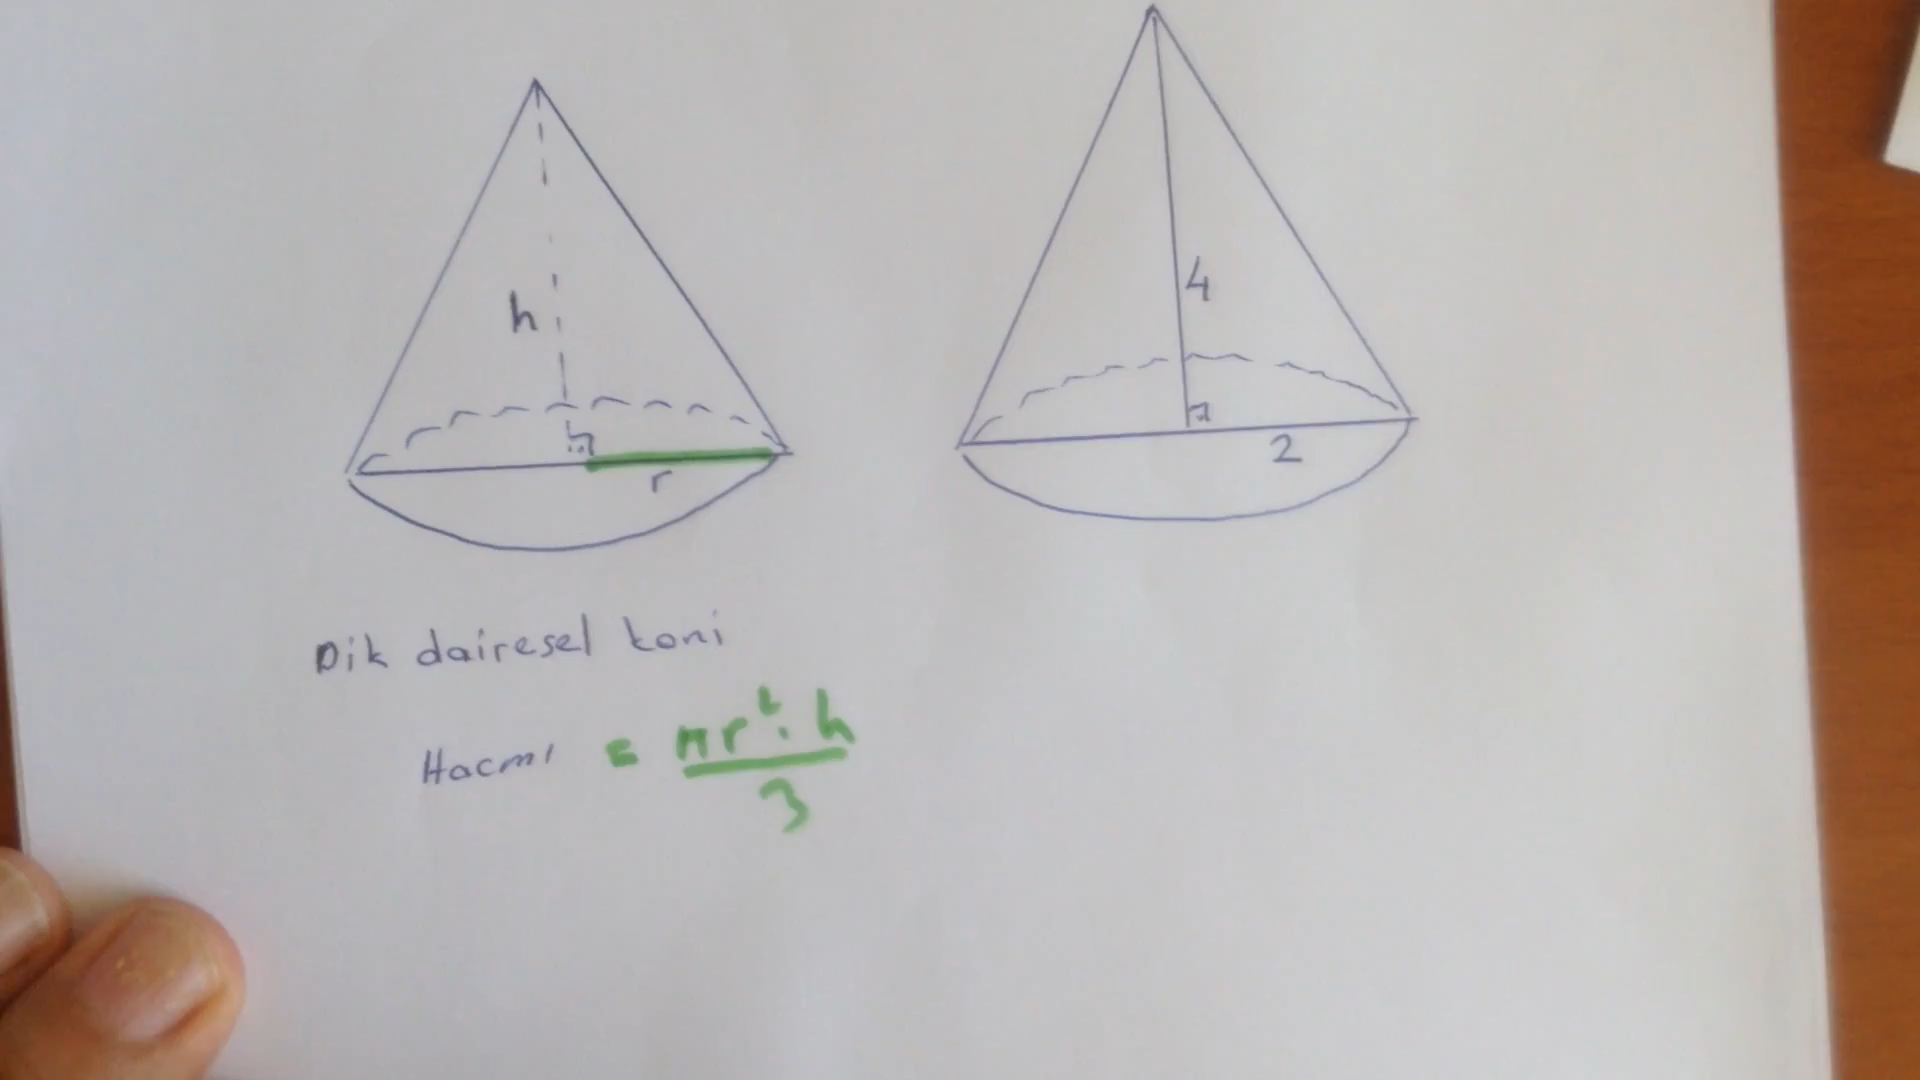 h
r
4
2
Dik dairesel koni
Hacmi = πr². h
3